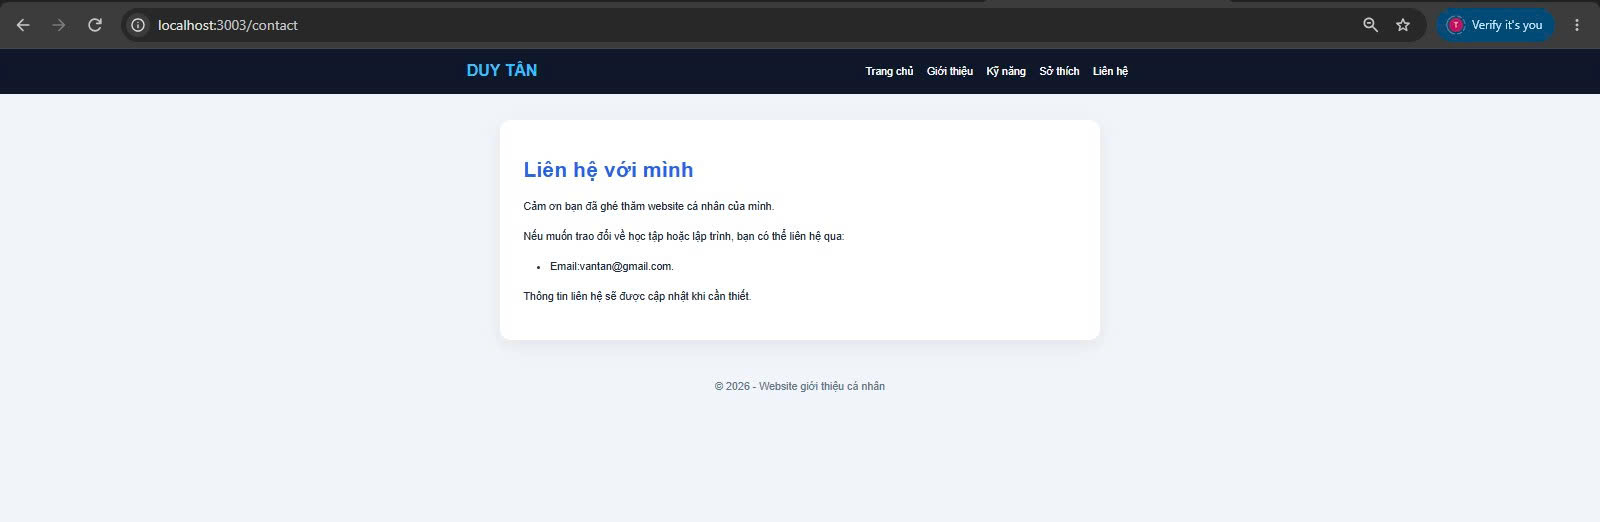 localhost:3003/contact
Verify it's you
DUY TÂN
Trang chủ Giới thiệu Kỹ năng Sở thích Liên hệ
Liên hệ với mình
Cảm ơn bạn đã ghé thăm website cá nhân của mình.
Nếu muốn trao đổi về học tập hoặc lập trình, bạn có thể liên hệ qua:
• Email:vantan@gmail.com.
Thông tin liên hệ sẽ được cập nhật khi cần thiết.
© 2026 - Website giới thiệu cá nhân